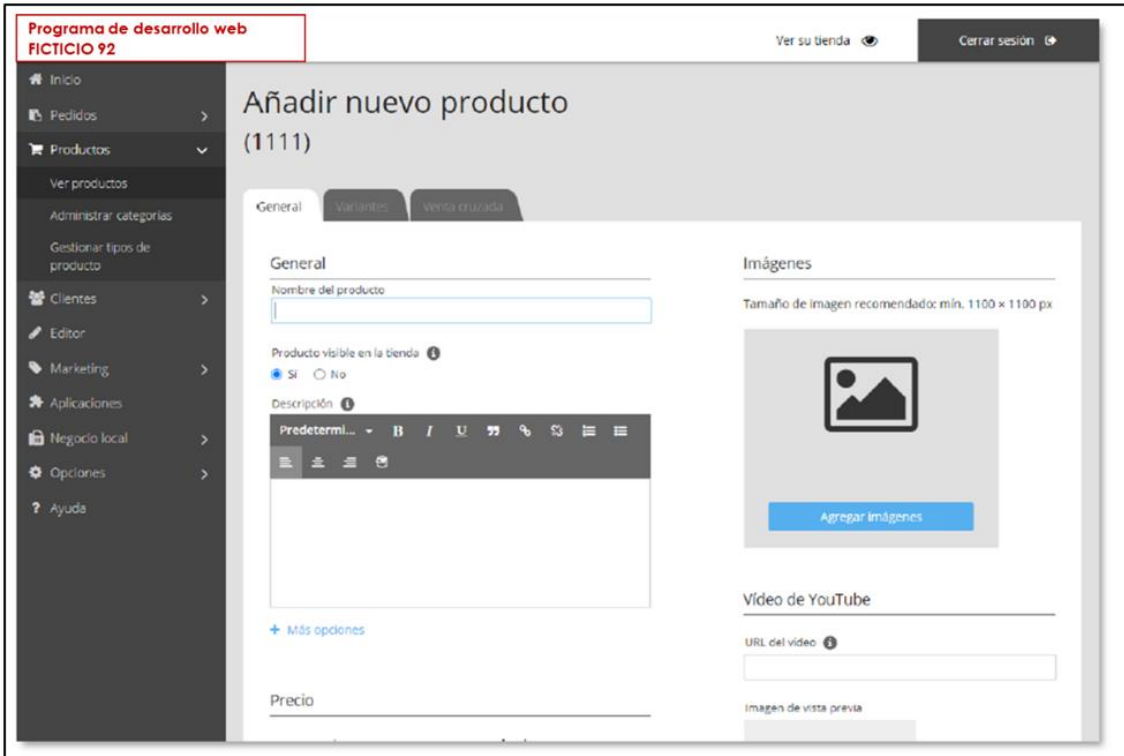 Programa de desarrollo web
FICTICIO 92
Ver su tienda
Cerrar sesión
Inicio
Pedidos
Productos
Ver productos
Administrar categorías
Gestionar tipos de
producto
Clientes
Editor
Marketing
Aplicaciones
Negocio local
Opciones
? Ayuda
Añadir nuevo producto
(1111)
General
Variantes
Venta cruzada
General
Nombre del producto
Producto visible en la tienda
Sí
No
Descripción
Predetermi...
B I U
+ Más opciones
Precio
Imágenes
Tamaño de imagen recomendado: mín. 1100 × 1100 px
Agregar imágenes
Vídeo de YouTube
URL del vídeo
Imagen de vista previa